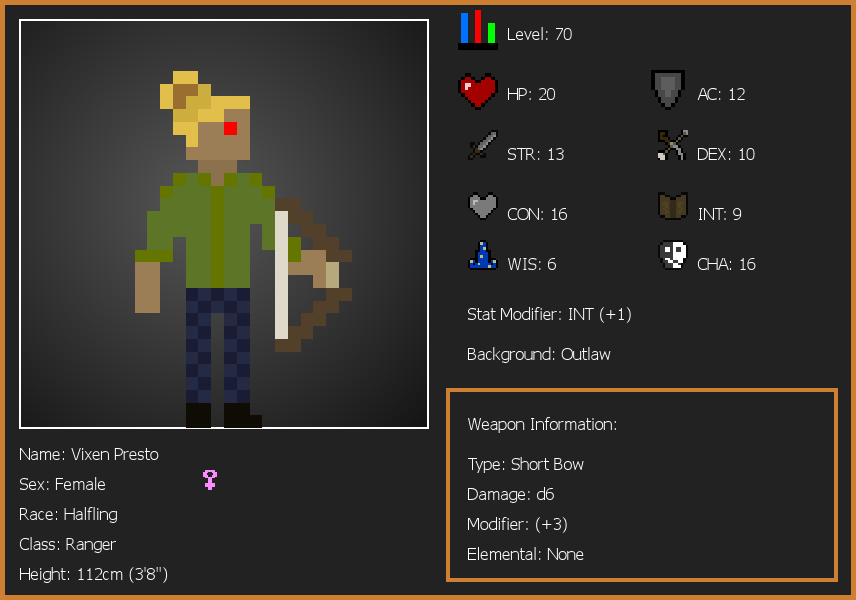 Level: 70
HP: 20
AC: 12
STR: 13
DEX: 10
CON: 16
INT: 9
WIS: 6
CHA: 16
Stat Modifier: INT (+1)
Background: Outlaw
Weapon Information:
Type: Short Bow
Damage: d6
Modifier: (+3)
Elemental: None
Name: Vixen Presto
Sex: Female
Race: Halfling
Class: Ranger
Height: 112cm (3'8")